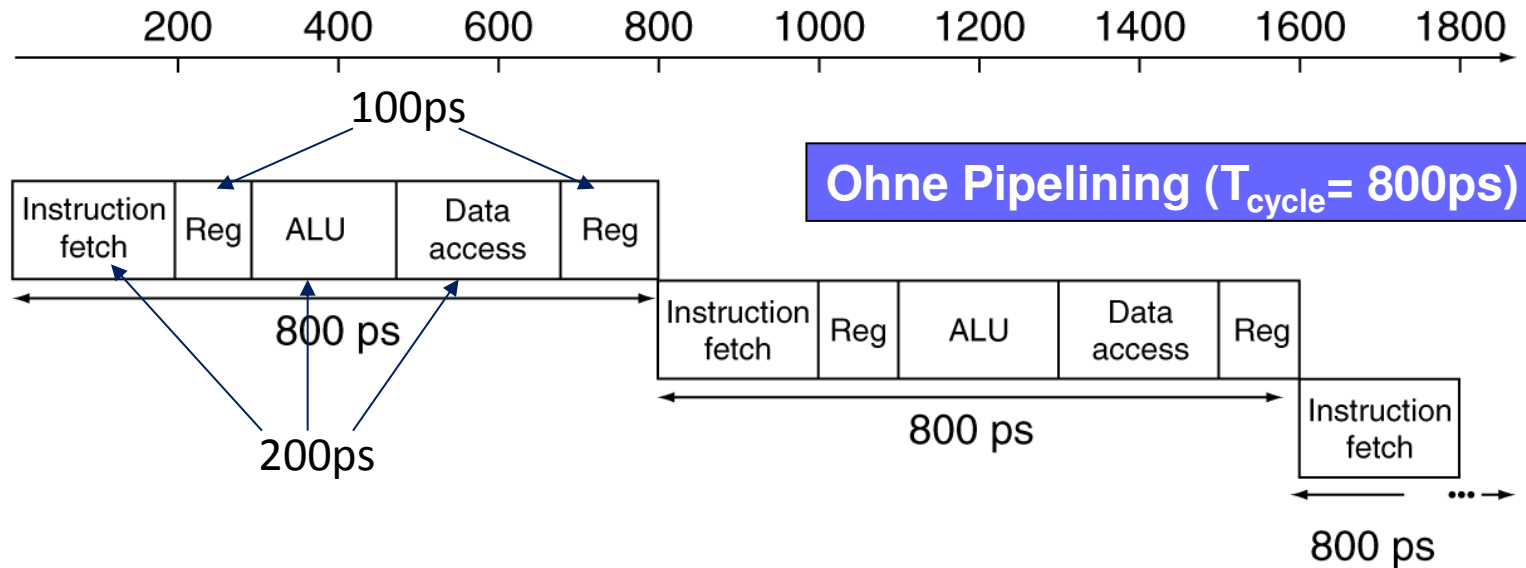 200 400 600 800 1000 1200 1400 1600 1800
100ps
Ohne Pipelining (Tcycle= 800ps)
Instruction
fetch
Reg
ALU
Data
access
Reg
800 ps
200ps
Instruction
fetch
Reg
ALU
Data
access
Reg
800 ps
Instruction
fetch
•••
800 ps